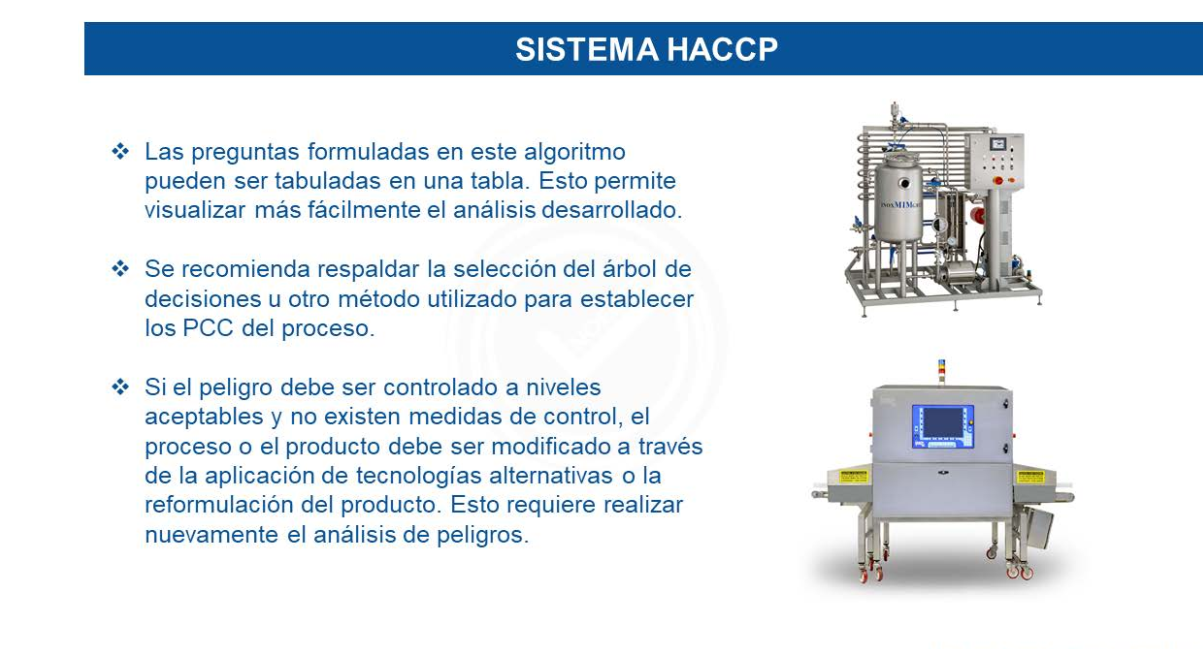 SISTEMA HACCP
Las preguntas formuladas en este algoritmo
pueden ser tabuladas en una tabla. Esto permite
visualizar más fácilmente el análisis desarrollado.
Se recomienda respaldar la selección del árbol de
decisiones u otro método utilizado para establecer
los PCC del proceso.
Si el peligro debe ser controlado a niveles
aceptables y no existen medidas de control, el
proceso o el producto debe ser modificado a través
de la aplicación de tecnologías alternativas o la
reformulación del producto. Esto requiere realizar
nuevamente el análisis de peligros.